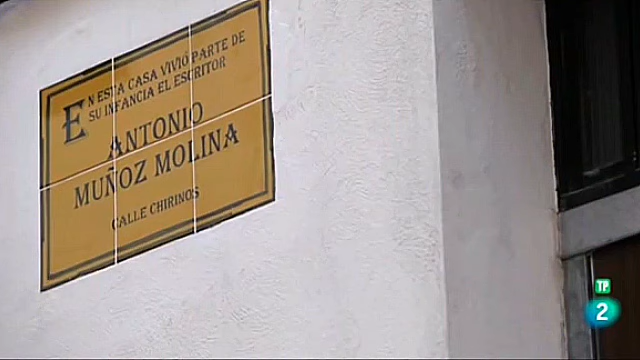 EN ESTA CASA VIVIÓ PARTE DE
SU INFANCIA EL ESCRITOR
ANTONIO
MUÑOZ MOLINA
CALLE CHIRINOS
TP
2